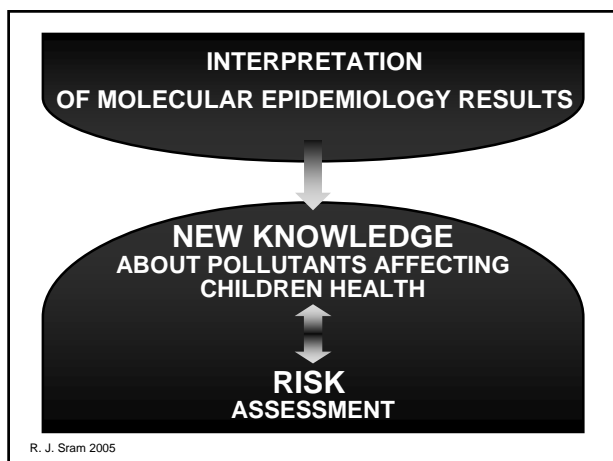 INTERPRETATION
OF MOLECULAR EPIDEMIOLOGY RESULTS
NEW KNOWLEDGE
ABOUT POLLUTANTS AFFECTING
CHILDREN HEALTH
RISK
ASSESSMENT
R. J. Sram 2005